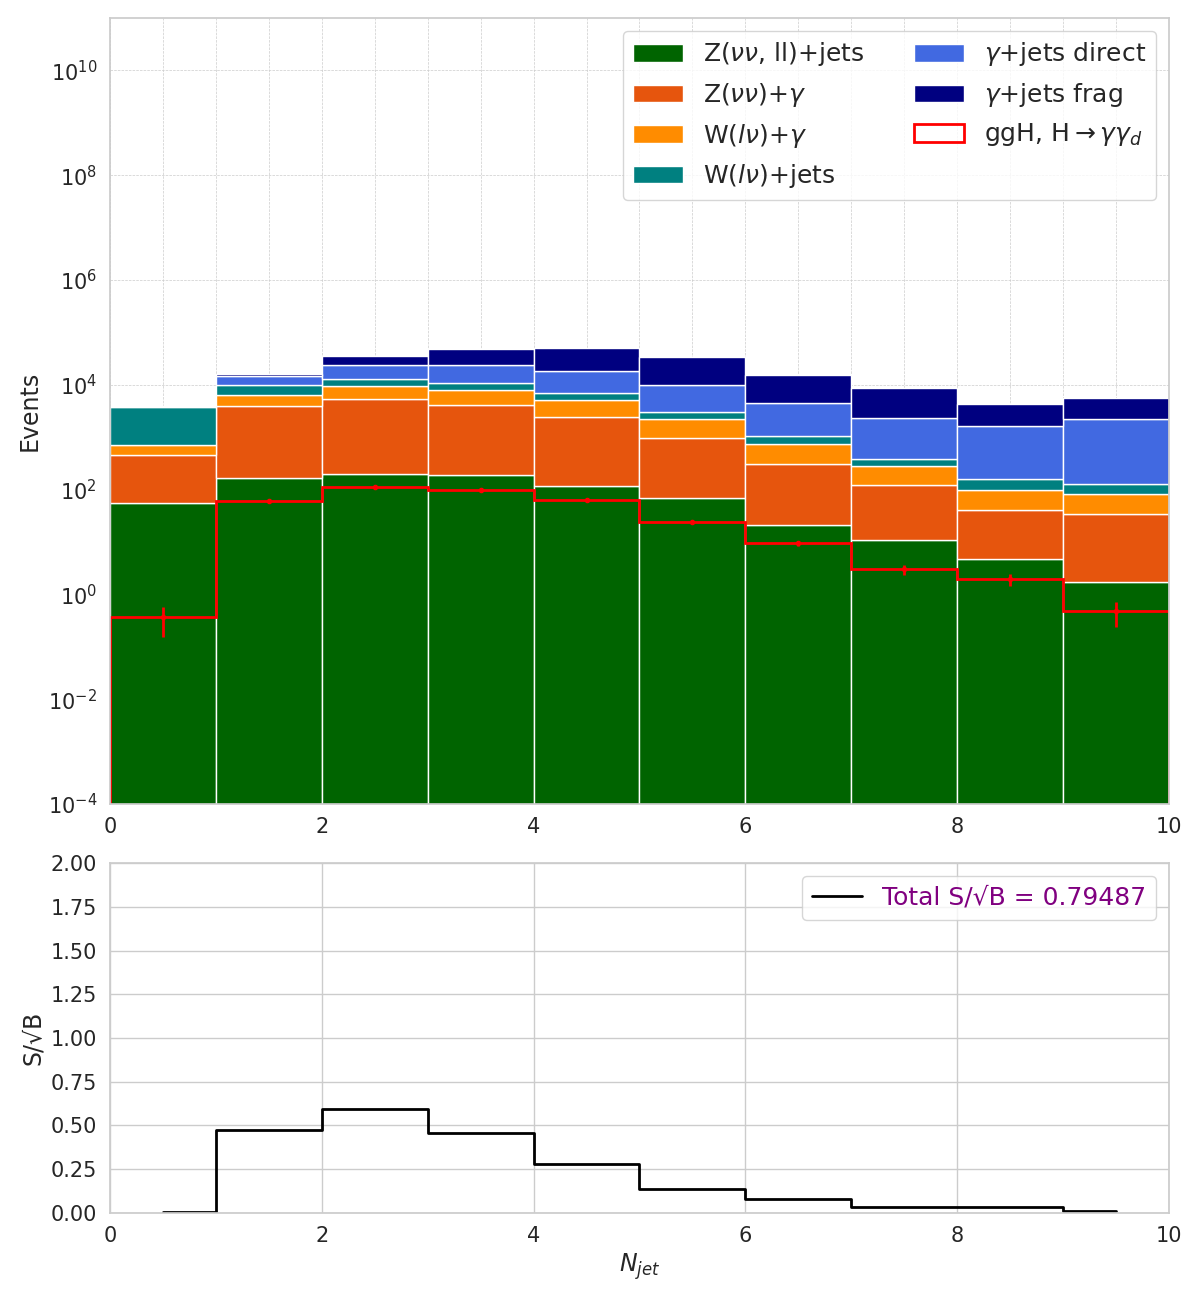 Z(νν, ll)+jets
Z(νν)+γ
W(lν)+γ
W(lν)+jets
γ+jets direct
γ+jets frag
ggH, H→γγ_d
Events
10^10
10^8
10^6
10^4
10^2
10^0
10^−2
10^−4
0 2 4 6 8 10
Total S/√B = 0.79487
S/√B
2.00
1.75
1.50
1.25
1.00
0.75
0.50
0.25
0.00
0 2 4 6 8 10
N_jet